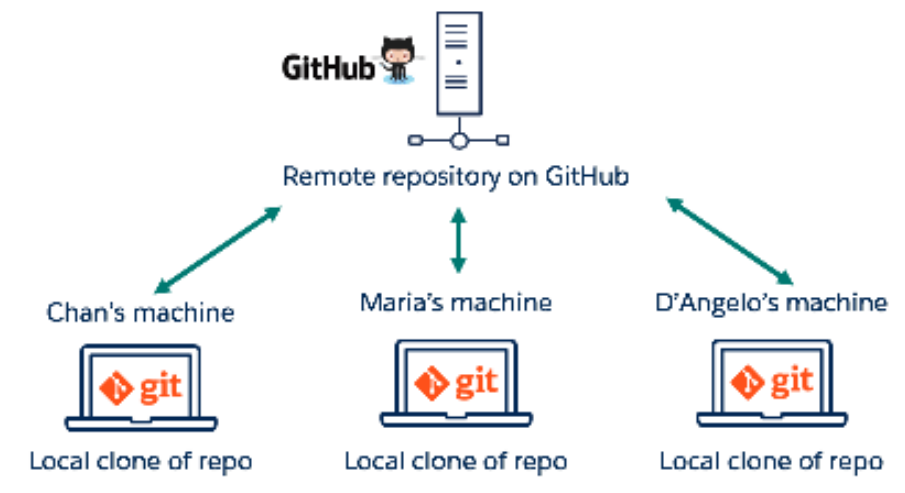 GitHub
Remote repository on GitHub
Chan's machine
Maria's machine
D'Angelo's machine
git
git
git
Local clone of repo
Local clone of repo
Local clone of repo